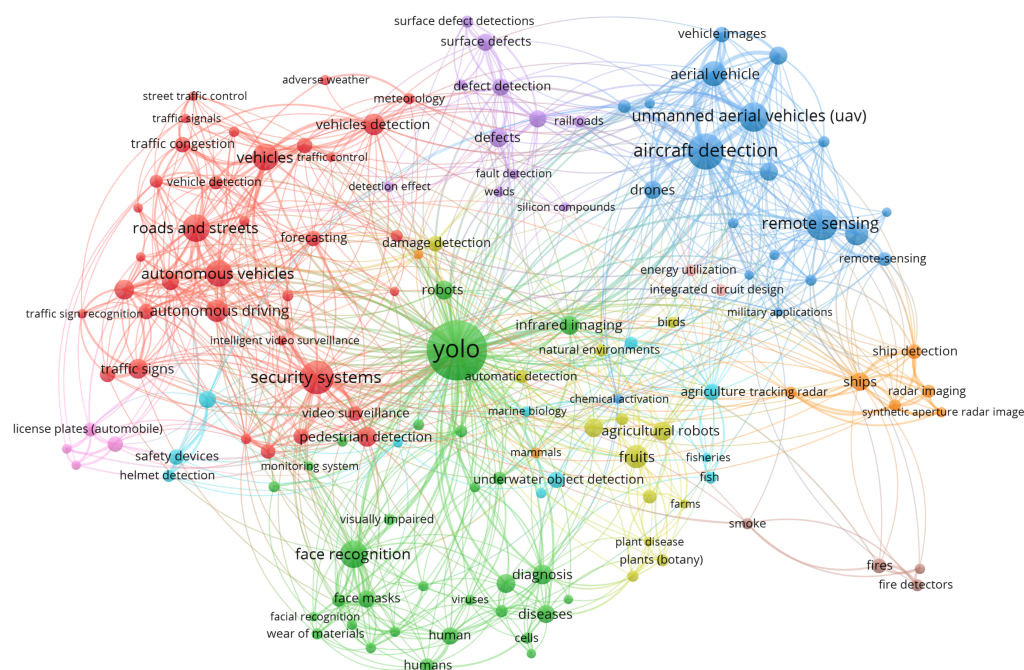 surface defect detections
surface defects
vehicle images
aerial vehicle
adverse weather
defect detection
street traffic control
meteorology
traffic signals
vehicles detection
railroads
unmanned aerial vehicles (uav)
traffic congestion
defects
vehicles
traffic control
aircraft detection
vehicle detection
detection effect
fault detection
welds
drones
silicon compounds
roads and streets
forecasting
damage detection
remote sensing
remote-sensing
autonomous vehicles
energy utilization
robots
integrated circuit design
traffic sign recognition
autonomous driving
military applications
infrared imaging
birds
intelligent video surveillance
yolo
natural environments
ship detection
traffic signs
security systems
automatic detection
ships
agriculture
tracking radar
radar imaging
chemical activation
video surveillance
marine biology
synthetic aperture radar image
license plates (automobile)
pedestrian detection
agricultural robots
safety devices
mammals
fruits
fisheries
monitoring system
helmet detection
underwater object detection
fish
farms
visually impaired
smoke
plant disease
face recognition
plants (botany)
fires
diagnosis
fire detectors
face masks
viruses
facial recognition
diseases
wear of materials
human
cells
humans